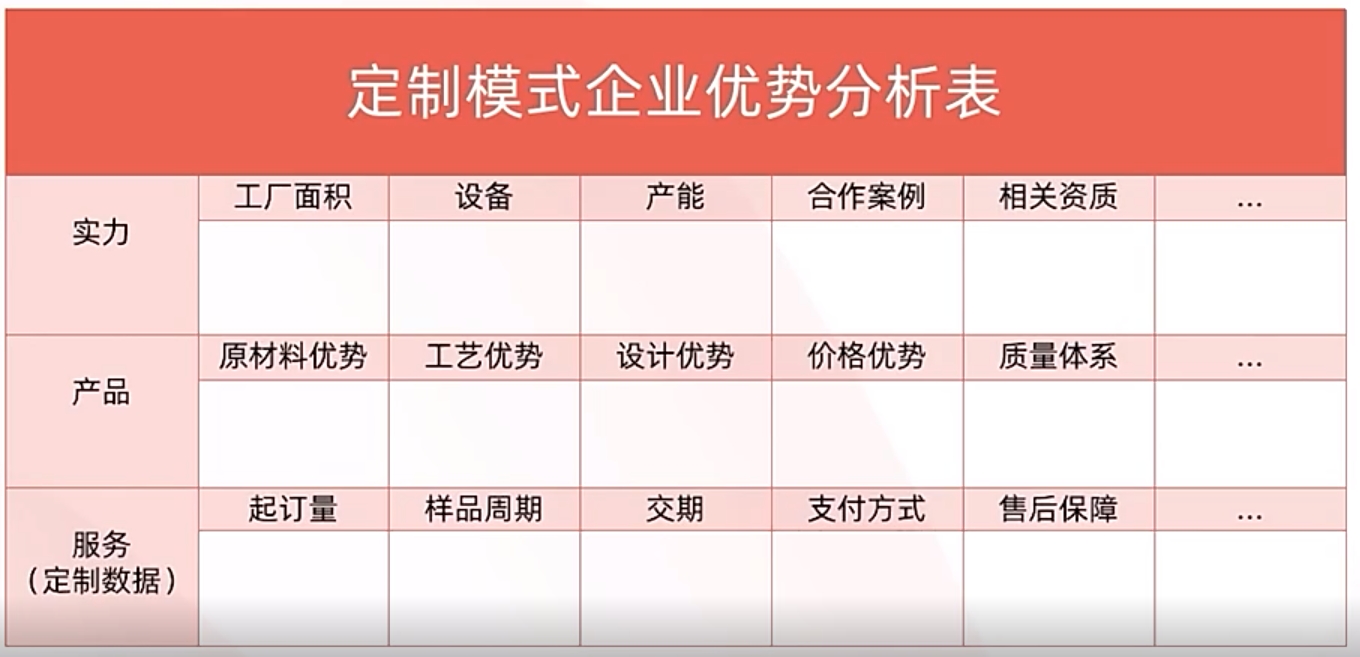 定制模式企业优势分析表
实力
工厂面积 设备 产能 合作案例 相关资质 ...
产品
原材料优势 工艺优势 设计优势 价格优势 质量体系 ...
服务
（定制数据）
起订量 样品周期 交期 支付方式 售后保障 ...